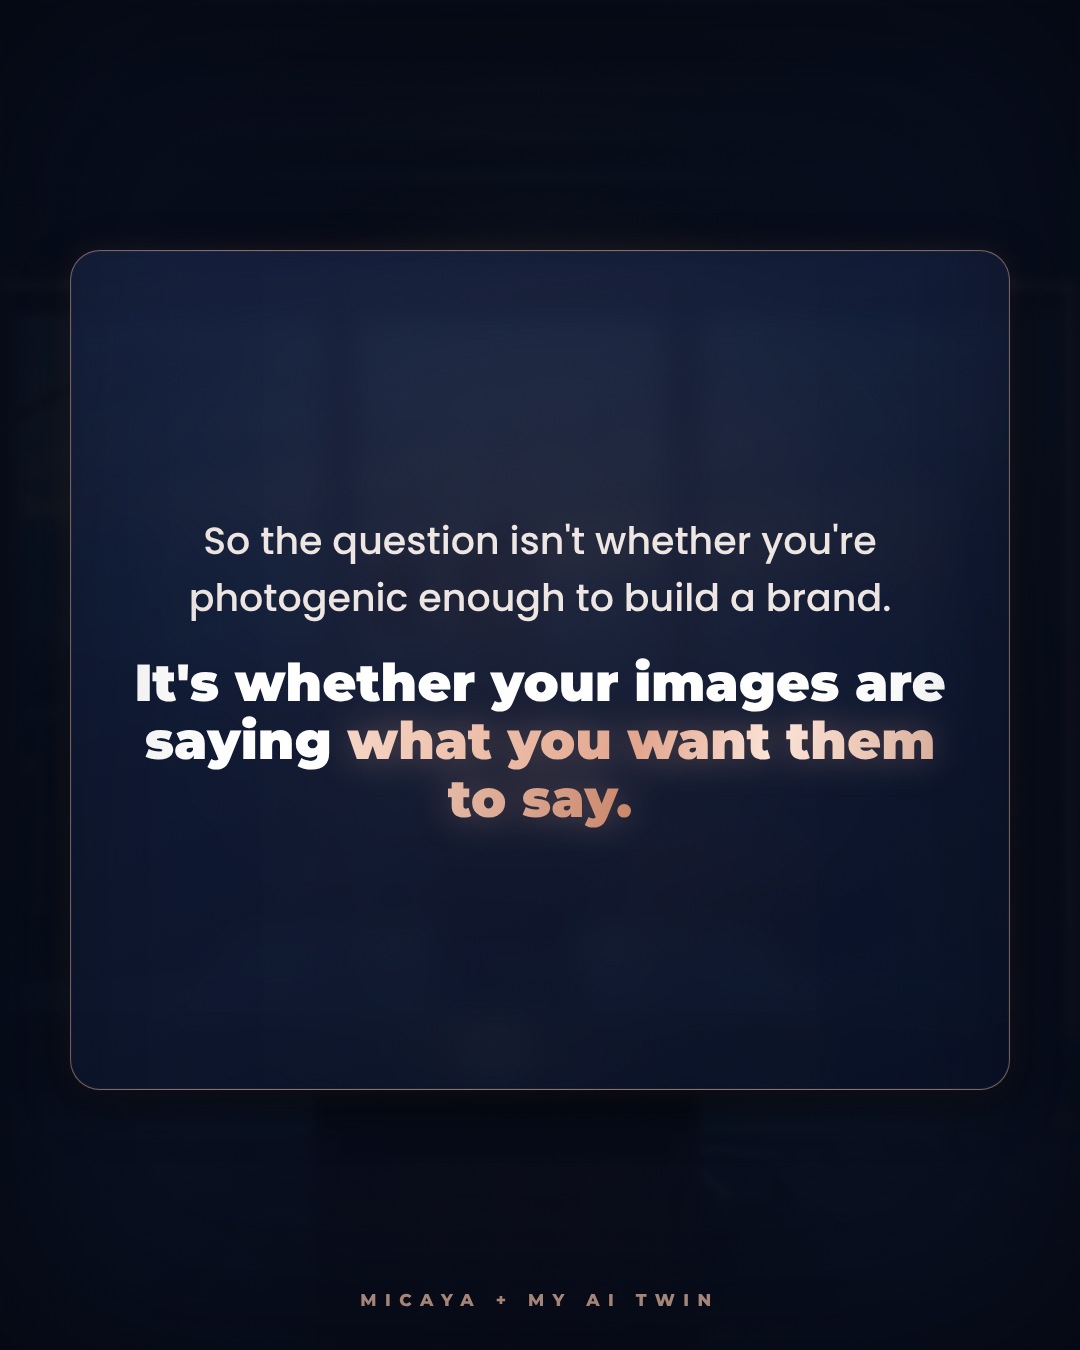 So the question isn't whether you're
photogenic enough to build a brand.
It's whether your images are
saying what you want them
to say.
MICAYA + MY AI TWIN